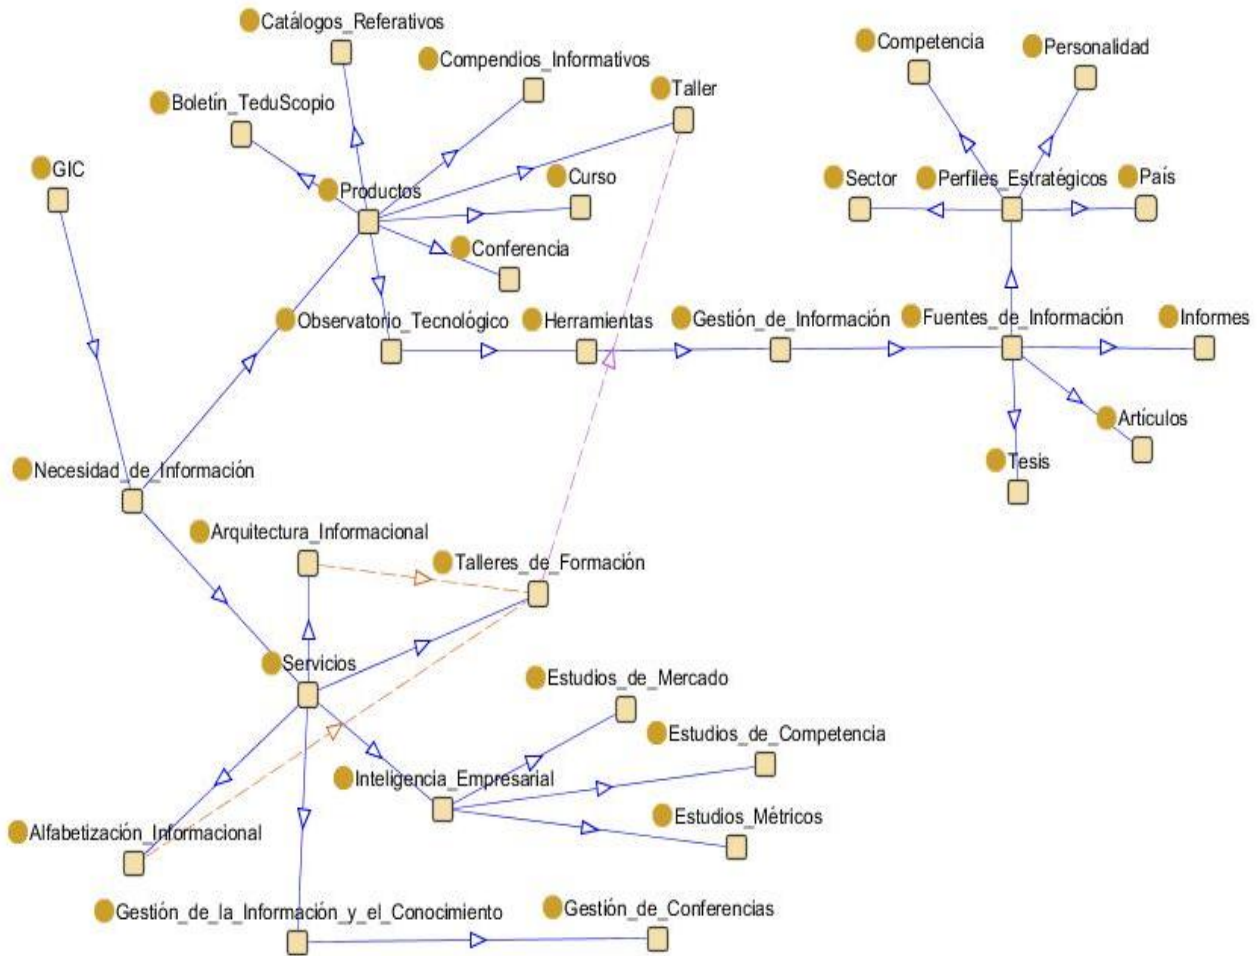 Catálogos_Referativos
Competencia
Personalidad
Compendios_Informativos
Taller
Boletín_TeduScopio
GIC
Productos
Curso
Sector
Perfiles_Estratégicos
País
Conferencia
Observatorio_Tecnológico
Herramientas
Gestión_de_Información
Fuentes_de_Información
Informes
Artículos
Necesidad_de_Información
Tesis
Arquitectura_Informacional
Talleres_de_Formación
Servicios
Estudios_de_Mercado
Estudios_de_Competencia
Inteligencia_Empresarial
Estudios_Métricos
Alfabetización_Informacional
Gestión_de_la_Información_y_el_Conocimiento
Gestión_de_Conferencias